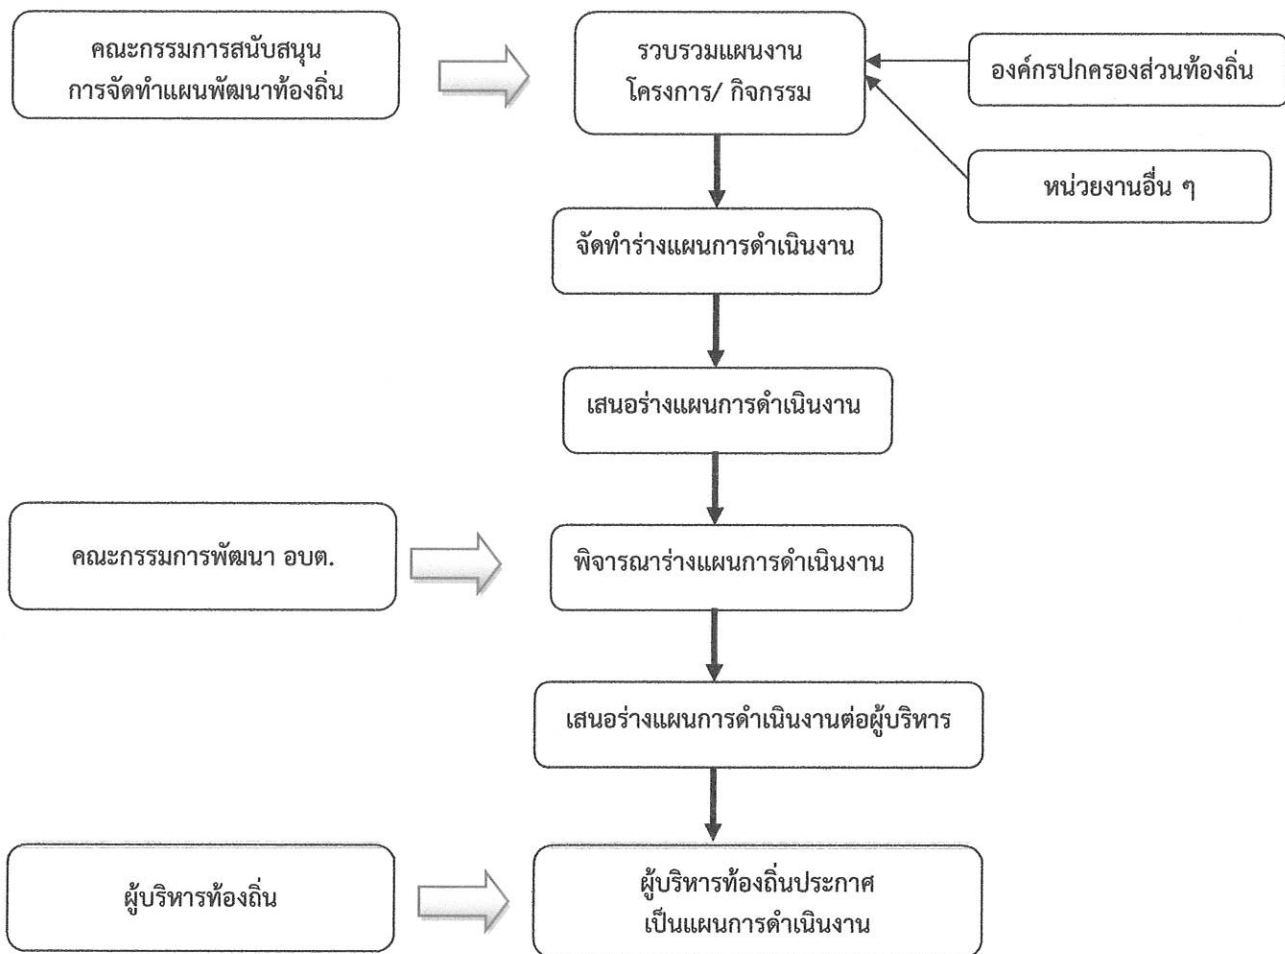 คณะกรรมการสนับสนุน
การจัดทำแผนพัฒนาท้องถิ่น
รวบรวมแผนงาน
โครงการ/ กิจกรรม
องค์กรปกครองส่วนท้องถิ่น
หน่วยงานอื่น ๆ
จัดทำร่างแผนการดำเนินงาน
เสนอร่างแผนการดำเนินงาน
คณะกรรมการพัฒนา อบต.
พิจารณาร่างแผนการดำเนินงาน
เสนอร่างแผนการดำเนินงานต่อผู้บริหาร
ผู้บริหารท้องถิ่น
ผู้บริหารท้องถิ่นประกาศ
เป็นแผนการดำเนินงาน